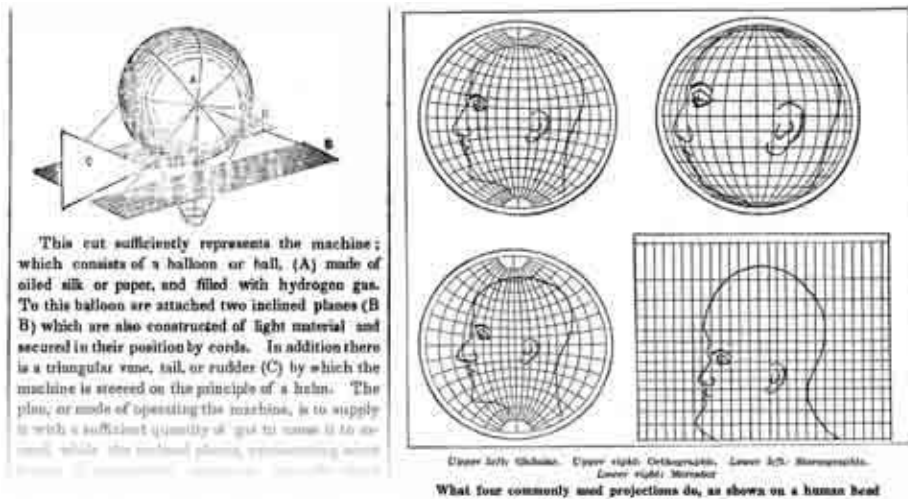 A
B
C
This cut sufficiently represents the machine;
which consists of a balloon or ball, (A) made of
oiled silk or paper, and filled with hydrogen gas.
To this balloon are attached two inclined planes (B
B) which are also constructed of light material and
secured in their position by cords. In addition there
is a triangular vane, tail, or rudder (C) by which the
machine is steered on the principle of a helm. The
plan, or mode of operating the machine, is to supply
it with a sufficient quantity of gas to cause it to
while the inclined planes,
Upper left: Globular. Upper right: Orthographic. Lower left: Stereographic.
Lower right: Mercator
What four commonly used projections do, as shown on a human head